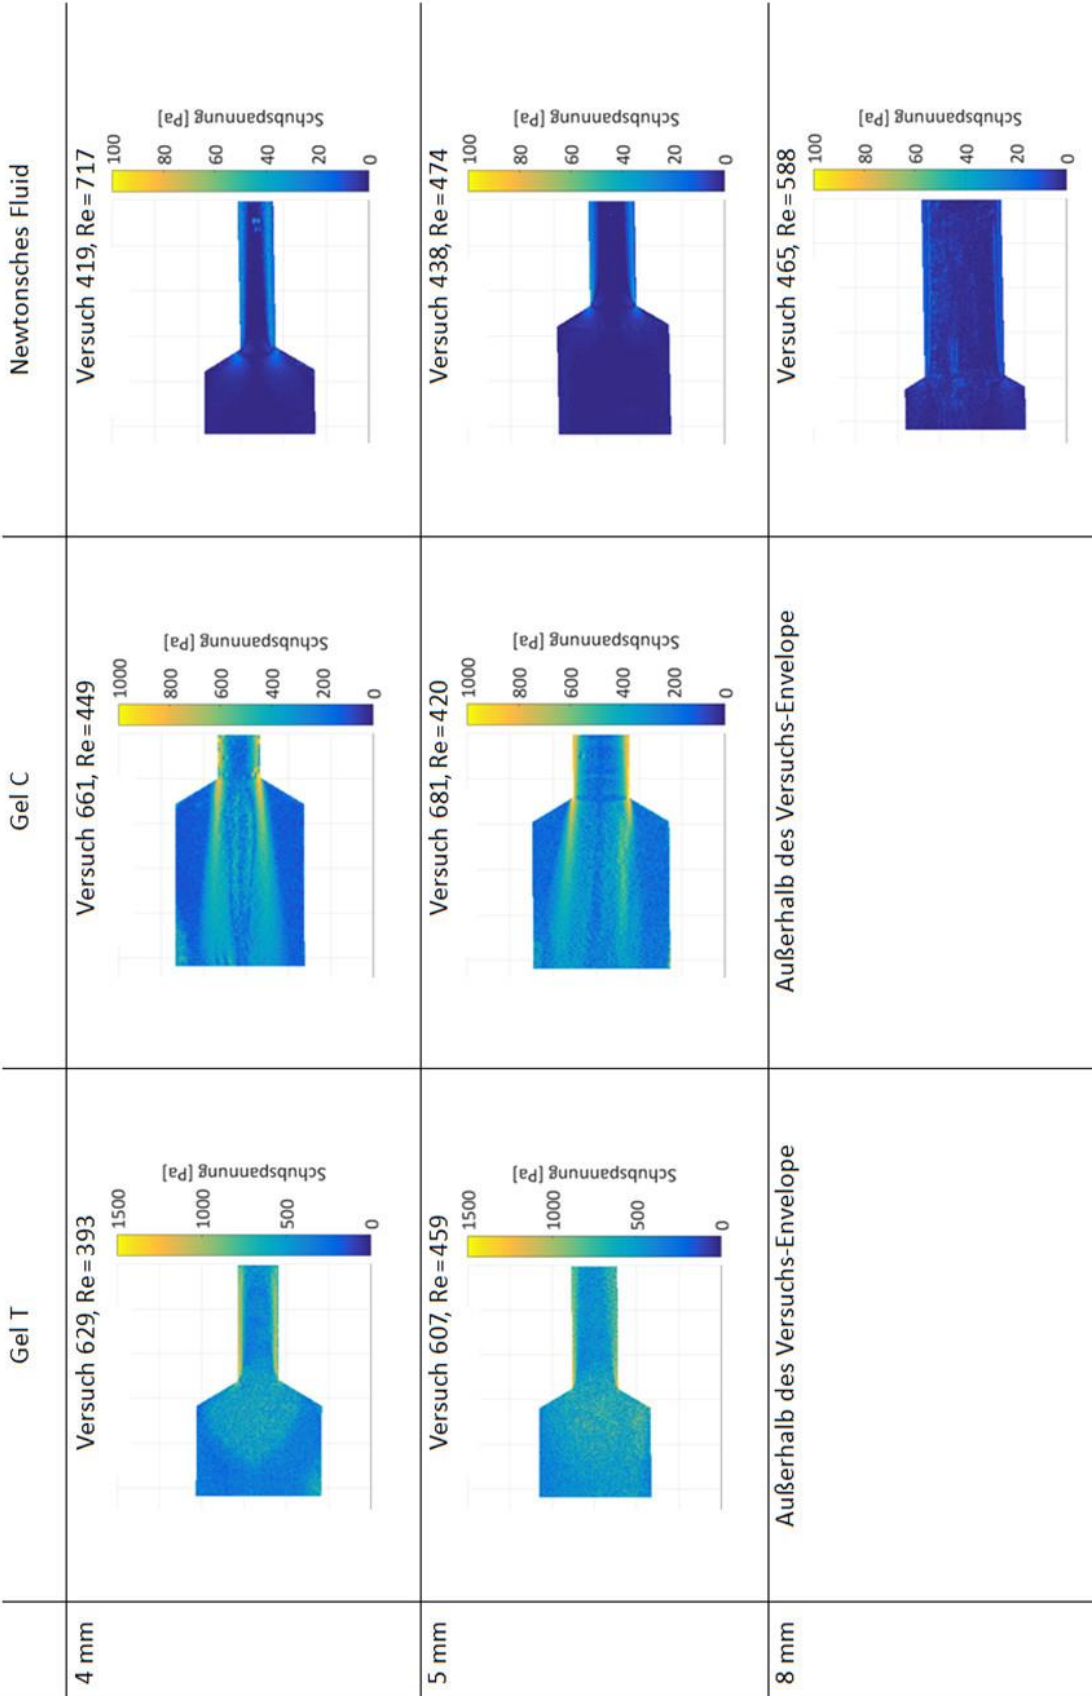 Gel T
Gel C
Newtonsches Fluid
4 mm
Versuch 629, Re=393
1500
1000
500
0
Schubspannung [Pa]
Versuch 661, Re=449
1000
800
600
400
200
0
Schubspannung [Pa]
Versuch 419, Re=717
100
80
60
40
20
0
Schubspannung [Pa]
5 mm
Versuch 607, Re=459
1500
1000
500
0
Schubspannung [Pa]
Versuch 681, Re=420
1000
800
600
400
200
0
Schubspannung [Pa]
Versuch 438, Re=474
100
80
60
40
20
0
Schubspannung [Pa]
8 mm
Außerhalb des Versuchs-Envelope
Außerhalb des Versuchs-Envelope
Versuch 465, Re=588
100
80
60
40
20
0
Schubspannung [Pa]